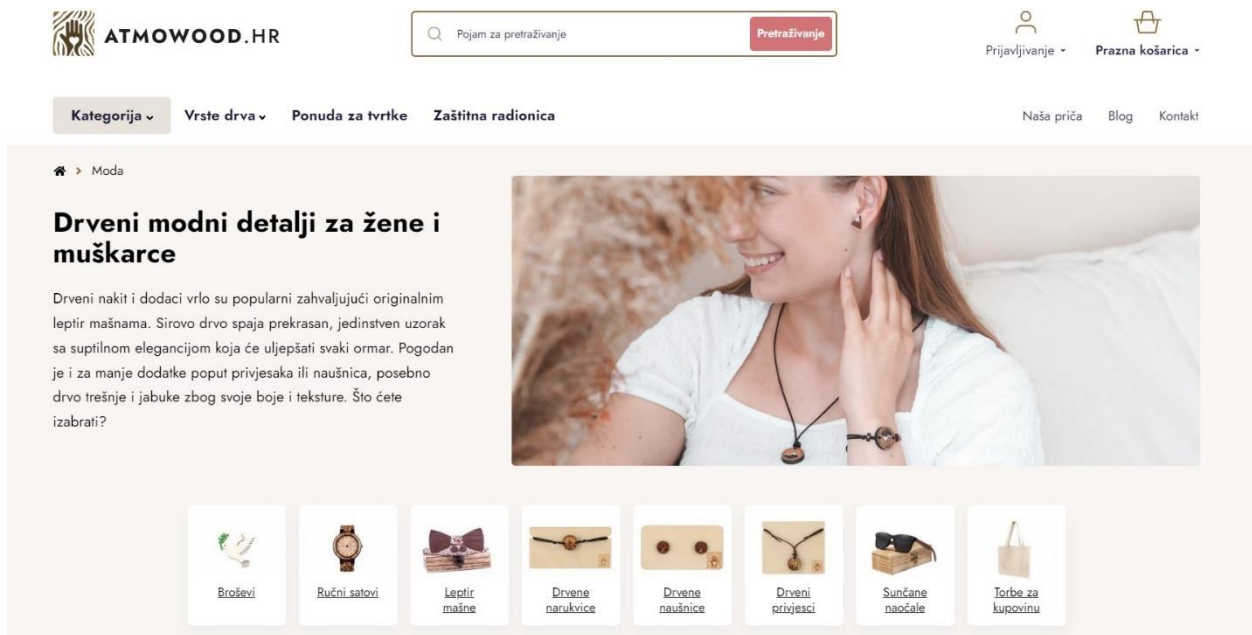 ATMOWOOD.HR
Pojam za pretraživanje
Pretraživanje
Prijavljivanje
Prazna košarica
Kategorija
Vrste drva
Ponuda za tvrtke
Zaštitna radionica
Naša priča
Blog
Kontakt
Moda
Drveni modni detalji za žene i
muškarce
Drveni nakit i dodaci vrlo su popularni zahvaljujući originalnim
leptir mašnama. Sirovo drvo spaja prekrasan, jedinstven uzorak
sa suptilnom elegancijom koja će uljepšati svaki ormar. Pogodan
je i za manje dodatke poput privjesaka ili naušnica, posebno
drvo trešnje i jabuke zbog svoje boje i teksture. Što ćete
izabrati?
Broševi
Ručni satovi
Leptir
mašne
Drvene
narukvice
Drvene
naušnice
Drveni
privjesci
Sunčane
naočale
Torbe za
kupovinu